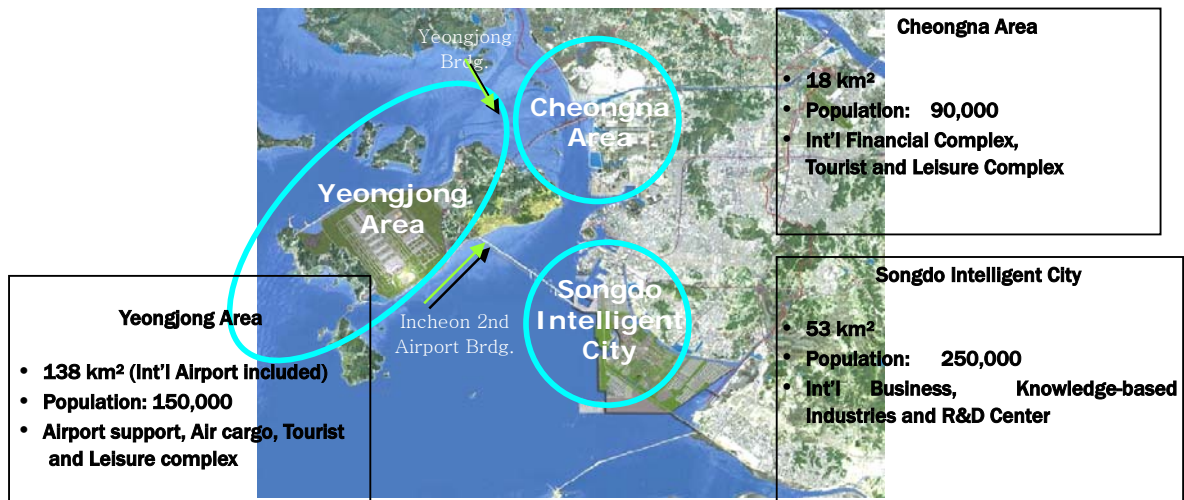 Yeongjong
Brdg.
Cheongna
Area
Yeongjong
Area
Songdo
Intelligent
City
Incheon 2nd
Airport Brdg.
Cheongna Area
• 18 km²
• Population: 90,000
• Int'l Financial Complex,
Tourist and Leisure Complex
Songdo Intelligent City
• 53 km²
• Population: 250,000
• Int'l Business, Knowledge-based
Industries and R&D Center
Yeongjong Area
• 138 km² (Int'l Airport included)
• Population: 150,000
• Airport support, Air cargo, Tourist
and Leisure complex